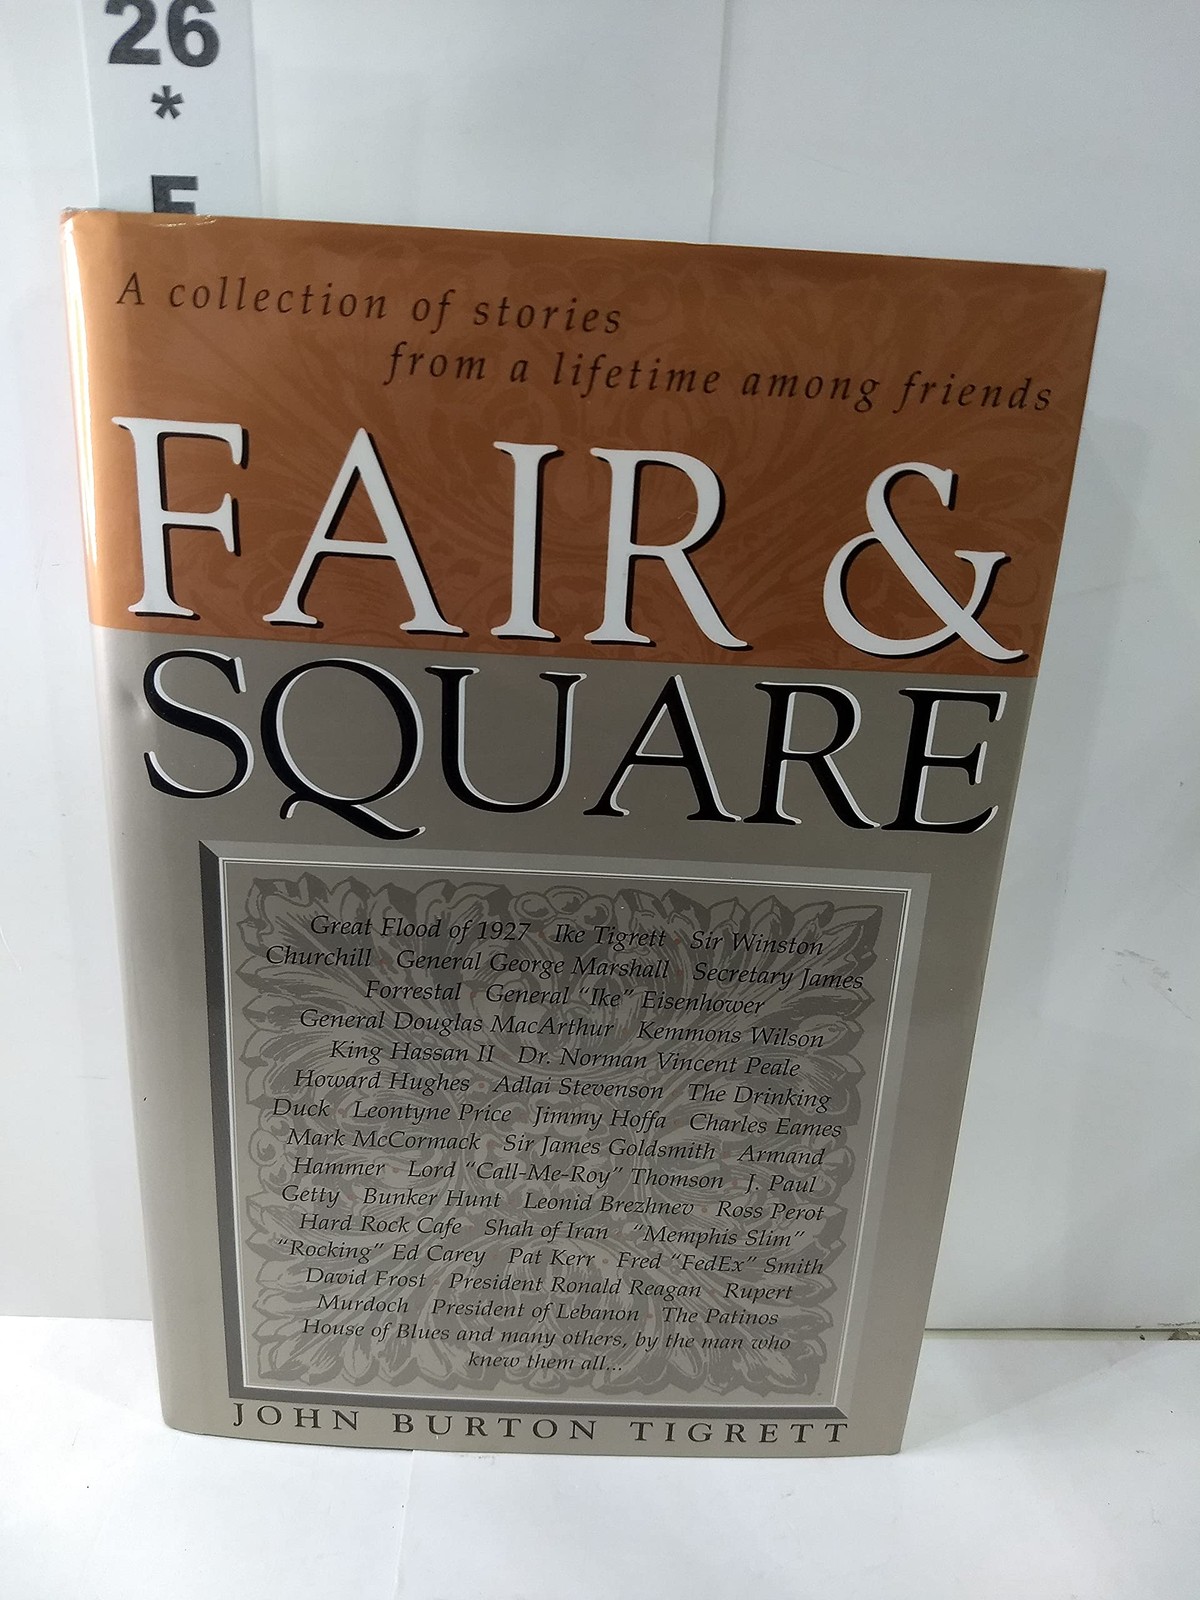 26
*
A collection of stories
from a lifetime among friends
FAIR &
SQUARE
Great Flood of 1927 Ike Tigrett Sir Winston
Churchill General George Marshall Secretary James
Forrestal General “Ike” Eisenhower
General Douglas MacArthur Kemmons Wilson
King Hassan II Dr. Norman Vincent Peale
Howard Hughes Adlai Stevenson The Drinking
Duck Leontyne Price Jimmy Hoffa Charles Eames
Mark McCormack Sir James Goldsmith Armand
Hammer Lord “Call-Me-Roy” Thomson J. Paul
Getty Bunker Hunt Leonid Brezhnev Ross Perot
Hard Rock Cafe Shah of Iran “Memphis Slim”
“Rocking” Ed Carey Pat Kerr Fred “FedEx” Smith
David Frost President Ronald Reagan Rupert
Murdoch President of Lebanon The Patinos
House of Blues and many others, by the man who
knew them all...
JOHN BURTON TIGRETT